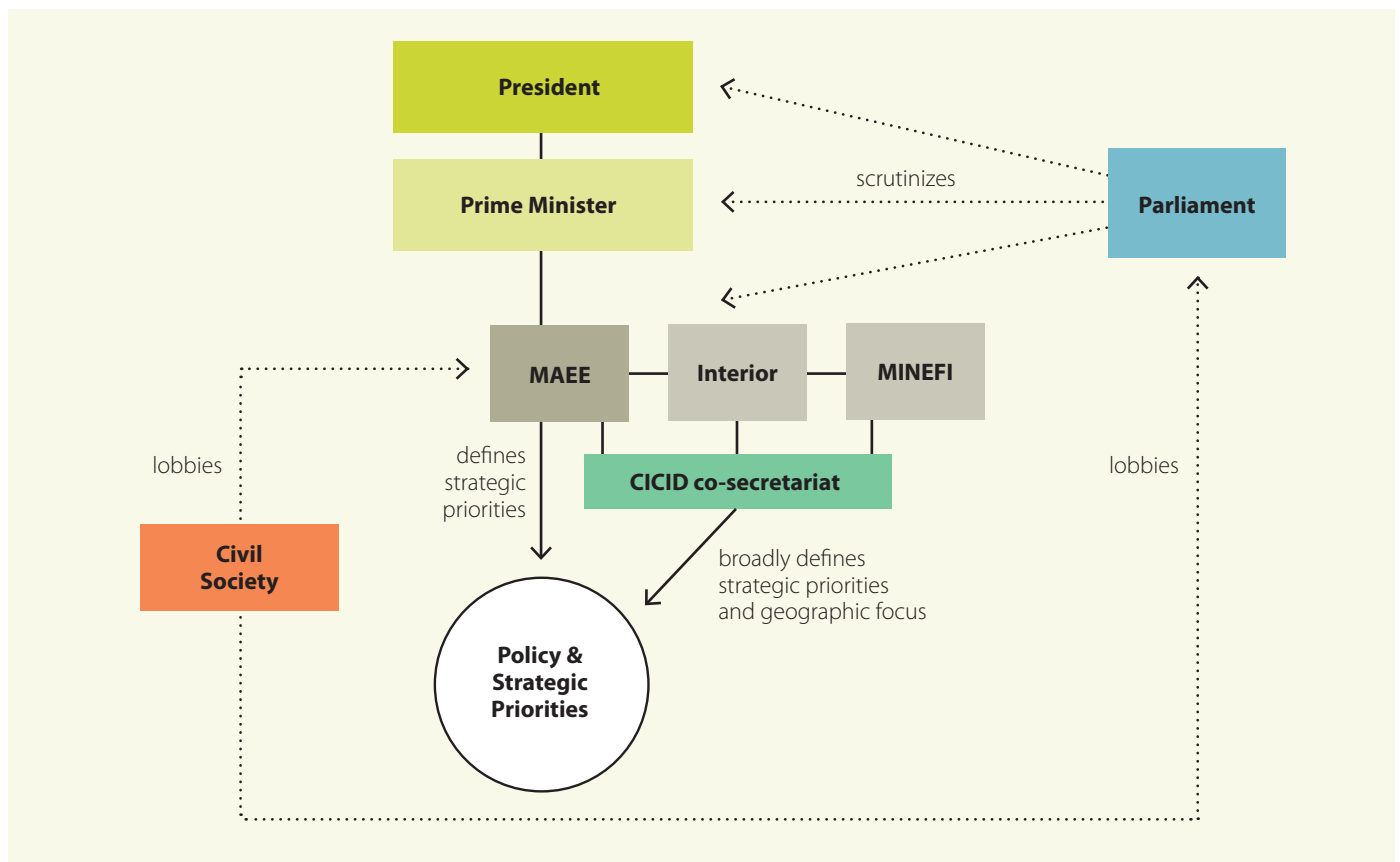 President
Prime Minister
scrutinizes
Parliament
MAEE
Interior
MINEFI
lobbies
defines
strategic
priorities
CICID co-secretariat
lobbies
Civil
Society
broadly defines
strategic priorities
and geographic focus
Policy &
Strategic
Priorities